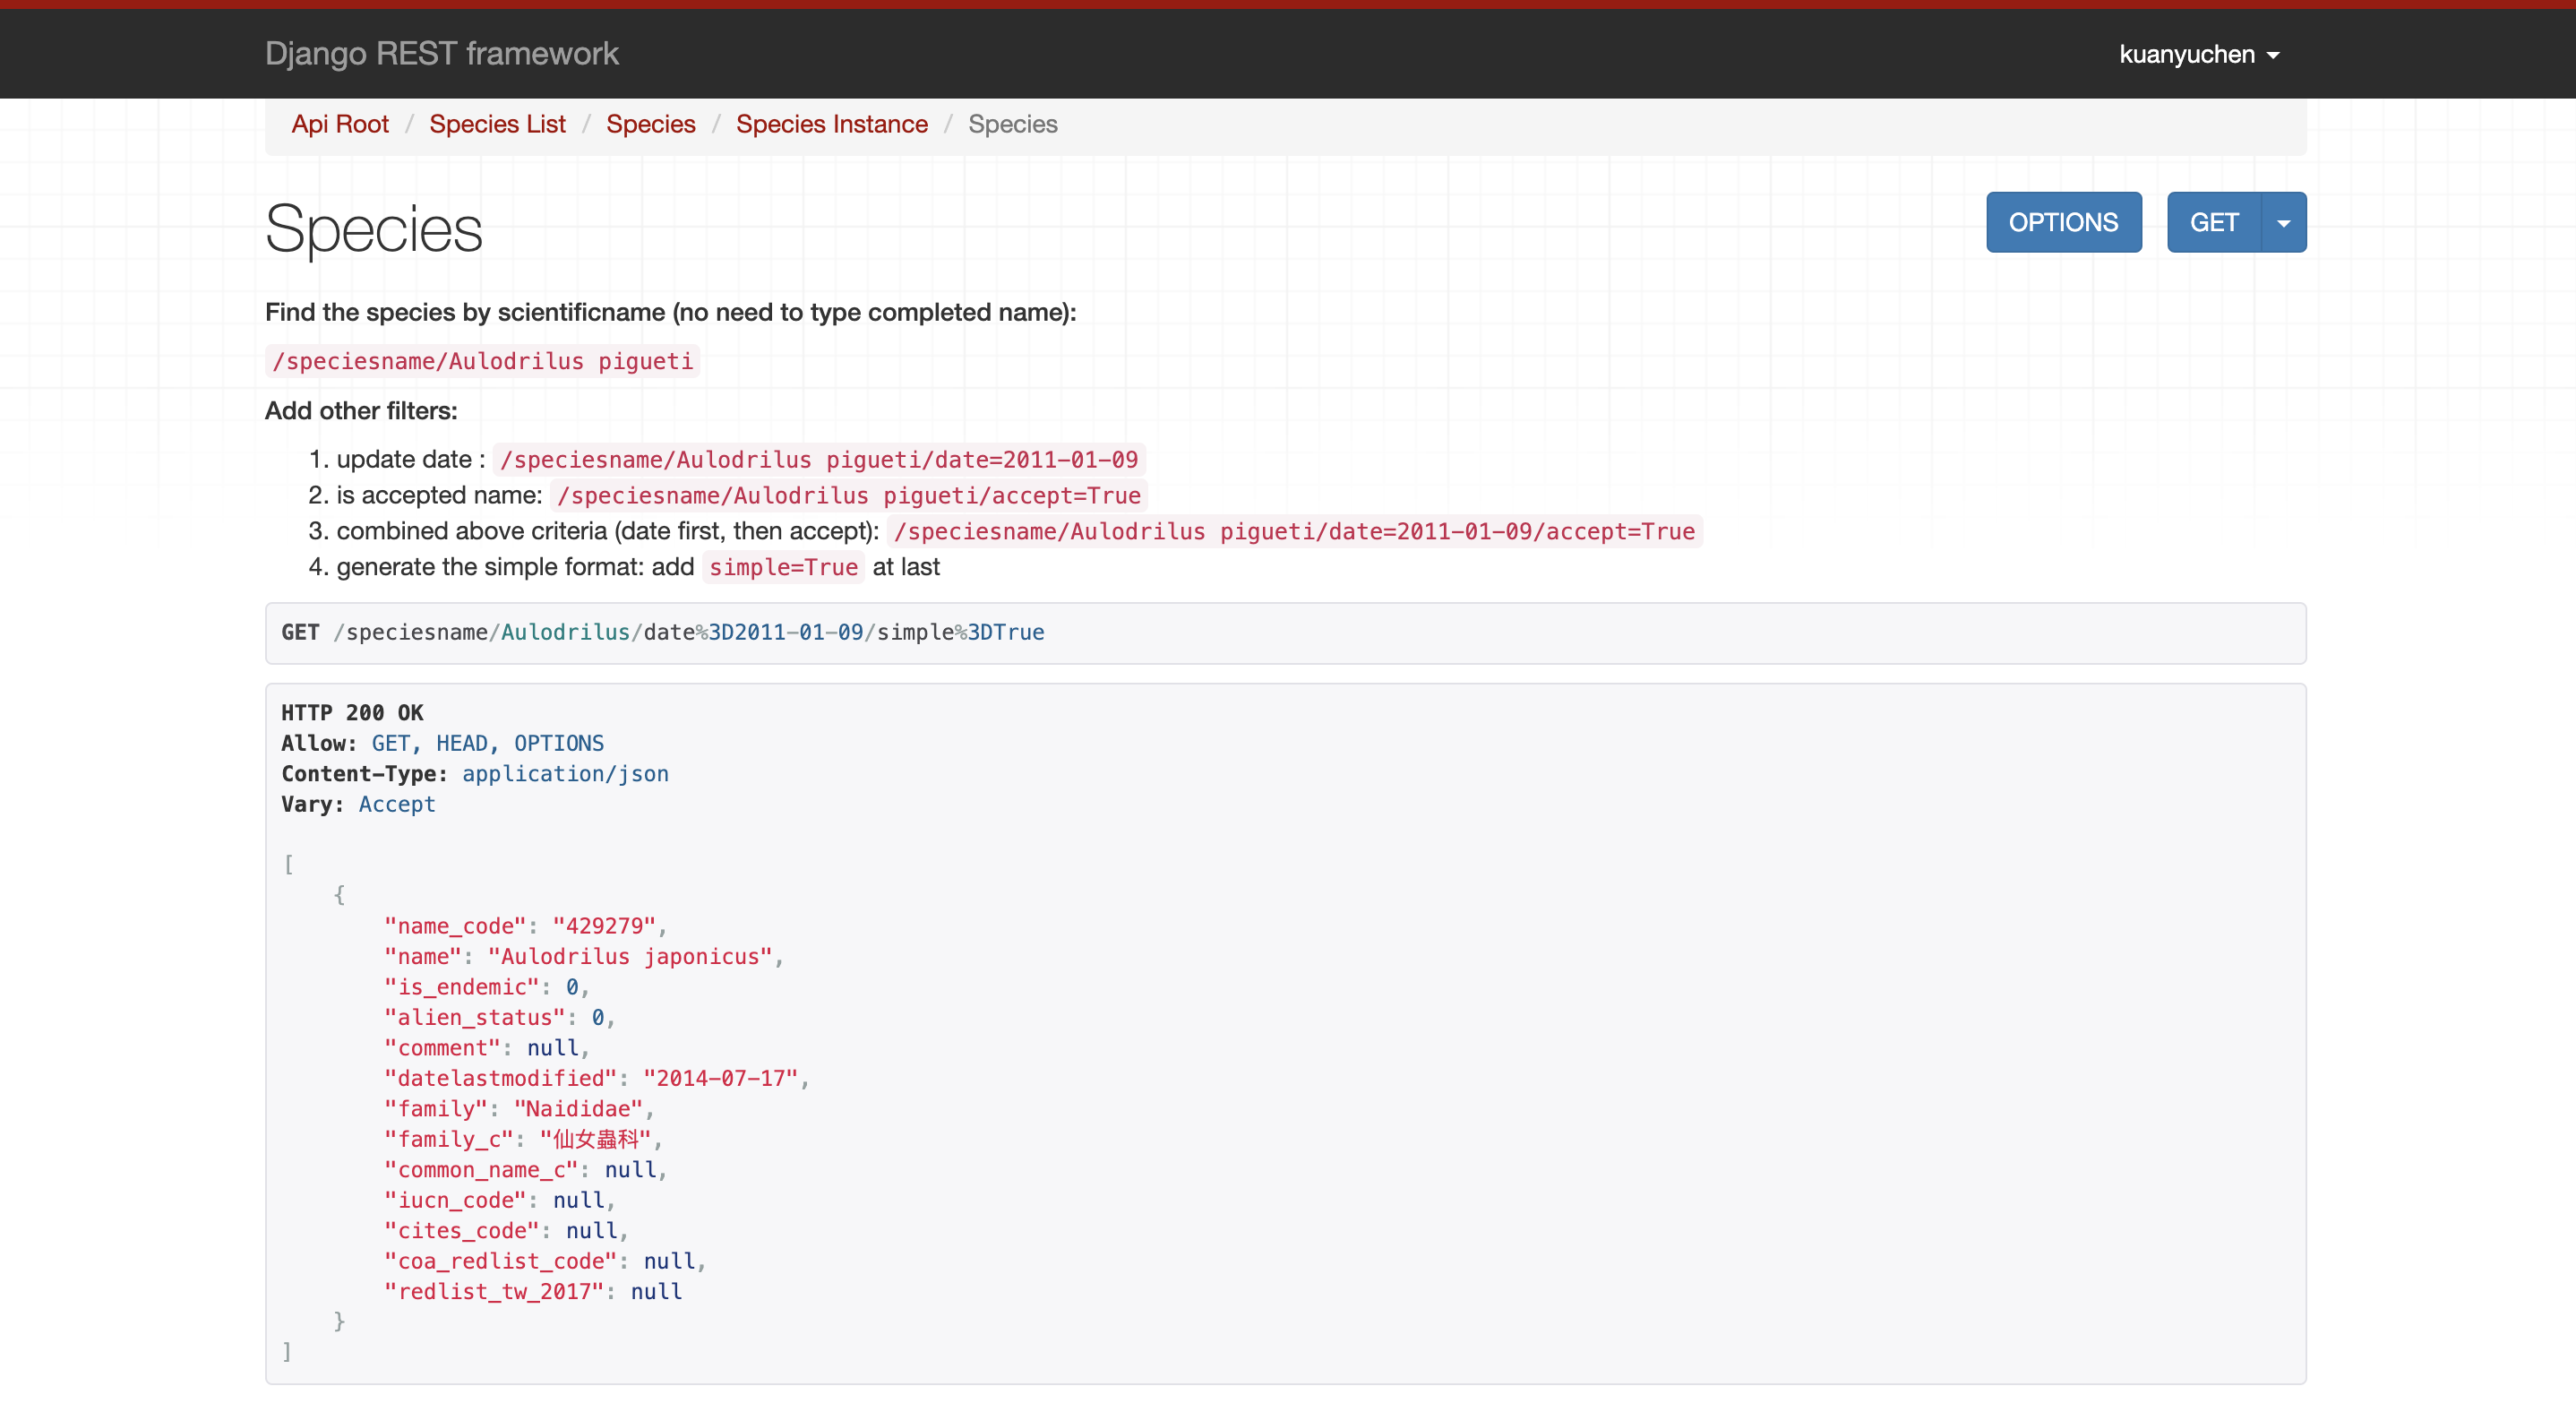 Django REST framework
kuanyuchen
Api Root / Species List / Species / Species Instance / Species
Species
OPTIONS
GET
Find the species by scientificname (no need to type completed name):
/speciesname/Aulodrilus pigueti
Add other filters:
1. update date : /speciesname/Aulodrilus pigueti/date=2011-01-09
2. is accepted name: /speciesname/Aulodrilus pigueti/accept=True
3. combined above criteria (date first, then accept): /speciesname/Aulodrilus pigueti/date=2011-01-09/accept=True
4. generate the simple format: add simple=True at last
GET /speciesname/Aulodrilus/date%3D2011-01-09/simple%3DTrue
HTTP 200 OK
Allow: GET, HEAD, OPTIONS
Content-Type: application/json
Vary: Accept
[
{
"name_code": "429279",
"name": "Aulodrilus japonicus",
"is_endemic": 0,
"alien_status": 0,
"comment": null,
"datelastmodified": "2014-07-17",
"family": "Naididae",
"family_c": "仙女蟲科",
"common_name_c": null,
"iucn_code": null,
"cites_code": null,
"coa_redlist_code": null,
"redlist_tw_2017": null
}
]